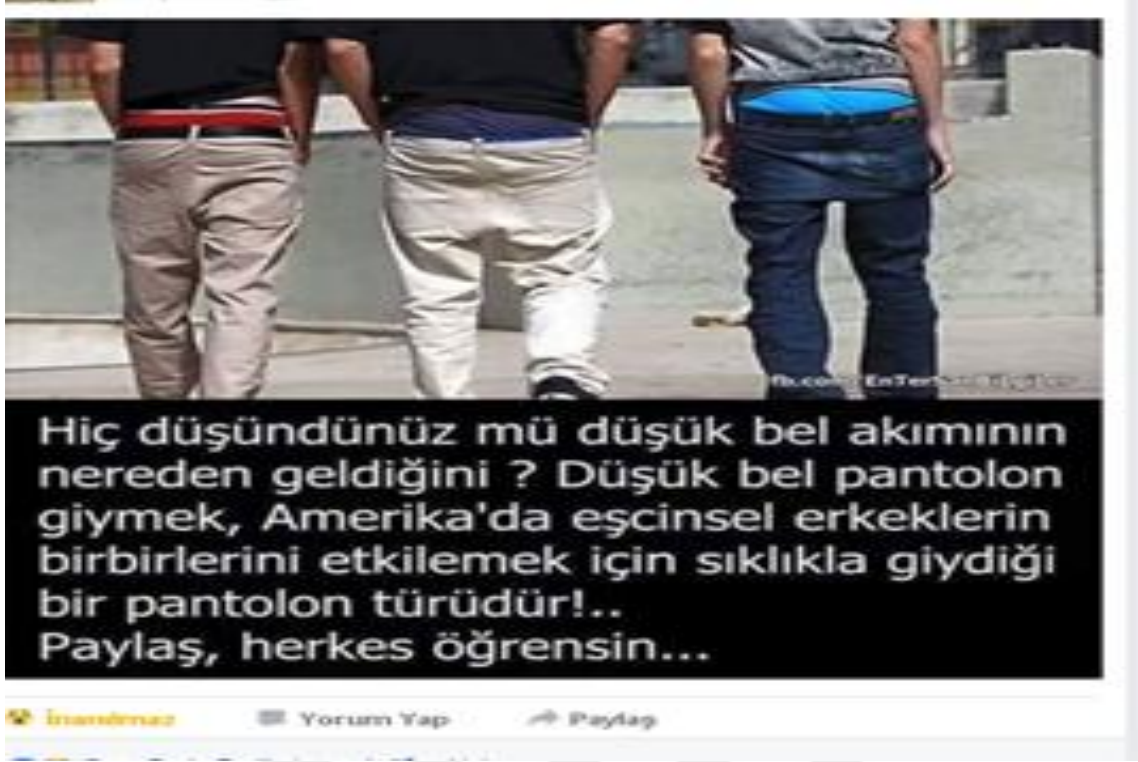 Hiç düşündünüz mü düşük bel akımının
nereden geldiğini ? Düşük bel pantolon
giymek, Amerika'da eşcinsel erkeklerin
birbirlerini etkilemek için sıklıkla giydiği
bir pantolon türüdür!..
Paylaş, herkes öğrensin...
İnanılmaz Yorum Yap Paylaş